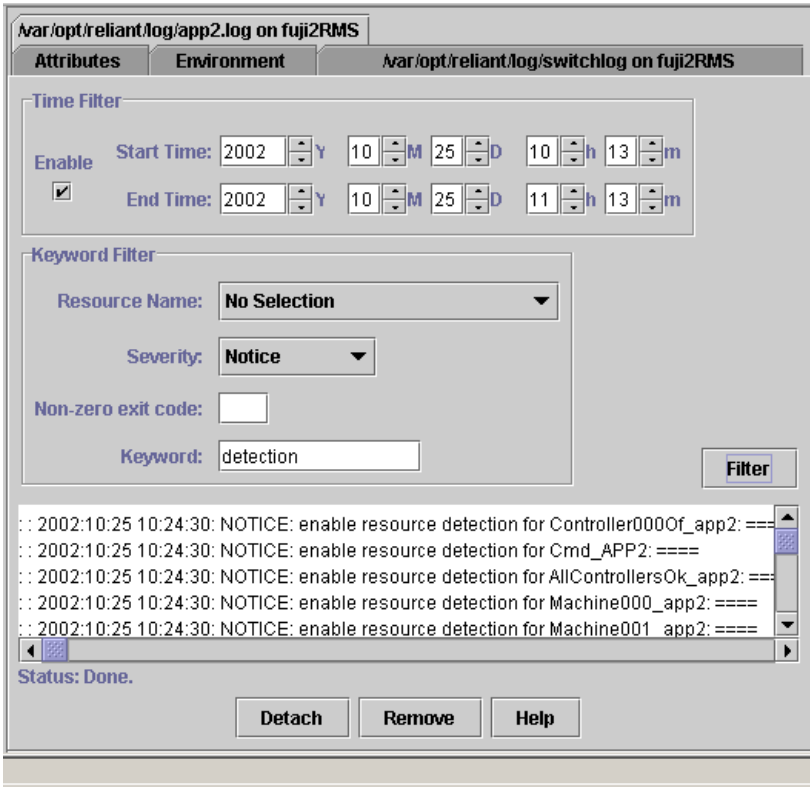 /var/opt/reliant/log/app2.log on fuji2RMS
Attributes Environment /var/opt/reliant/log/switchlog on fuji2RMS
Time Filter
Enable
Start Time: 2002 Y 10 M 25 D 10 h 13 m
End Time: 2002 Y 10 M 25 D 11 h 13 m
Keyword Filter
Resource Name: No Selection
Severity: Notice
Non-zero exit code:
Keyword: detection
Filter
: : 2002:10:25 10:24:30: NOTICE: enable resource detection for Controller000Of_app2: ===
: : 2002:10:25 10:24:30: NOTICE: enable resource detection for Cmd_APP2: ====
: : 2002:10:25 10:24:30: NOTICE: enable resource detection for AllControllersOk_app2: ===
: : 2002:10:25 10:24:30: NOTICE: enable resource detection for Machine000_app2: ====
: : 2002:10:25 10:24:30: NOTICE: enable resource detection for Machine001_app2: ====
Status: Done.
Detach Remove Help